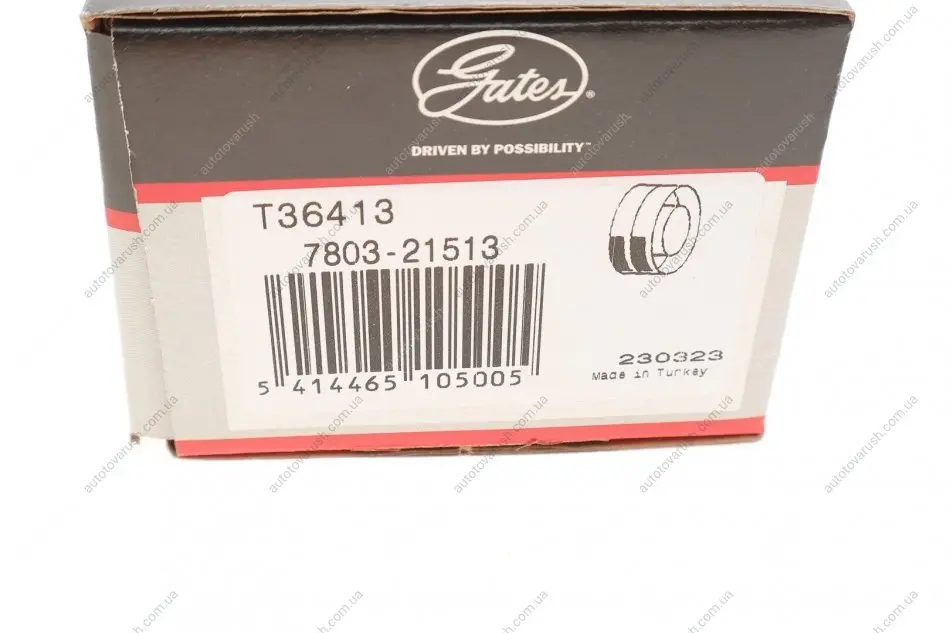 Gates®
DRIVEN BY POSSIBILITY™
T36413
7803-21513
5 414465 105005
230323
Made in Turkey
autotovarush.com.ua